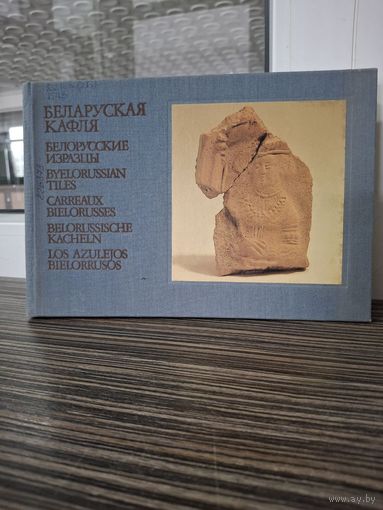 БЕЛАРУСКАЯ
КАФЛЯ
БЕЛОРУССКИЕ
ИЗРАЗЦЫ
BYELORUSSIAN
TILES
CARREAUX
BIELORUSSES
BELORUSSISCHE
KACHELN
LOS AZULEJOS
BIELORRUSOS
www.ay.by